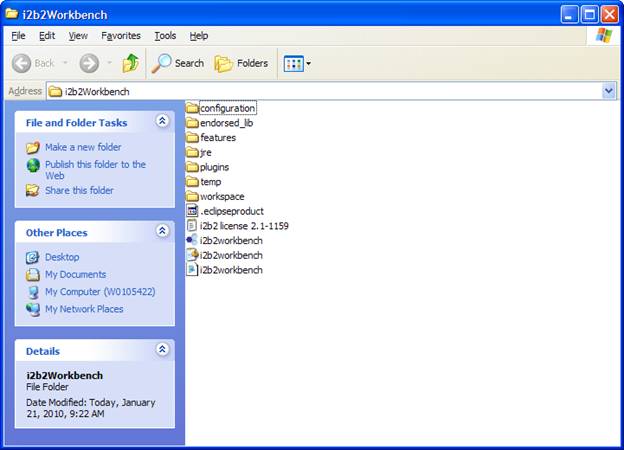 i2b2Workbench
File Edit View Favorites Tools Help
Back Search Folders
Address i2b2Workbench
File and Folder Tasks
Make a new folder
Publish this folder to the
Web
Share this folder
Other Places
Desktop
My Documents
My Computer (W0105422)
My Network Places
Details
i2b2Workbench
File Folder
Date Modified: Today, January
21, 2010, 9:22 AM
configuration
endorsed_lib
features
jre
plugins
temp
workspace
.eclipseproduct
i2b2 license 2.1-1159
i2b2workbench
i2b2workbench
i2b2workbench